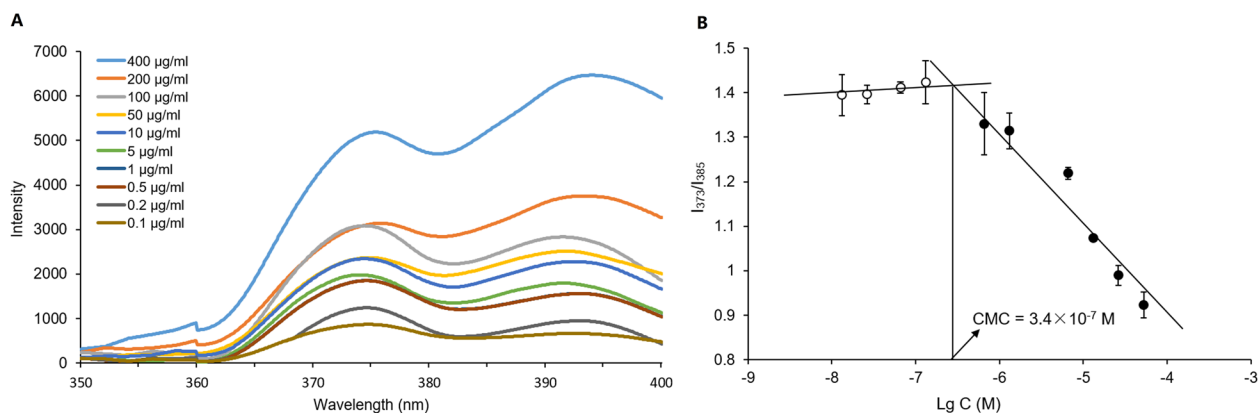 A
7000
6000
5000
4000
3000
2000
1000
0
Intensity
400 µg/ml
200 µg/ml
100 µg/ml
50 µg/ml
10 µg/ml
5 µg/ml
1 µg/ml
0.5 µg/ml
0.2 µg/ml
0.1 µg/ml
350 360 370 380 390 400
Wavelength (nm)
B
1.5
1.4
1.3
1.2
1.1
1
0.9
0.8
I373/I385
CMC = 3.4×10-7 M
-9 -8 -7 -6 -5 -4 -3
Lg C (M)